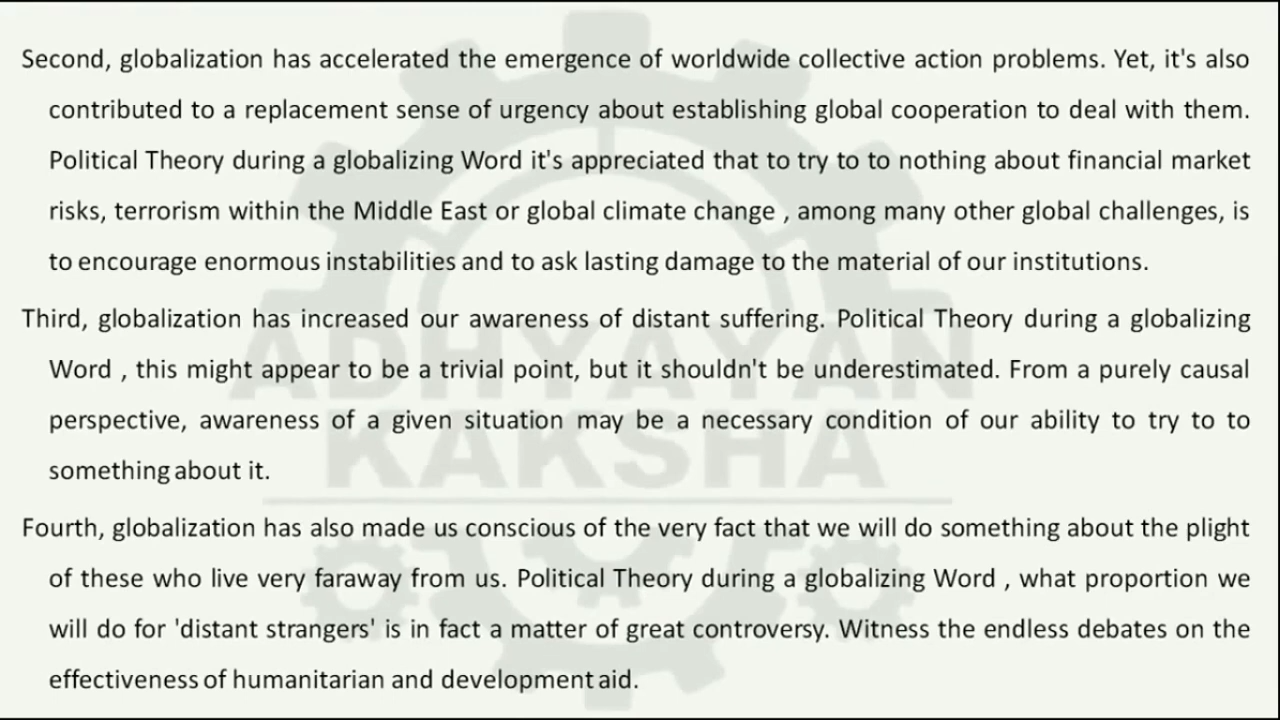 Second, globalization has accelerated the emergence of worldwide collective action problems. Yet, it's also
contributed to a replacement sense of urgency about establishing global cooperation to deal with them.
Political Theory during a globalizing Word it's appreciated that to try to to nothing about financial market
risks, terrorism within the Middle East or global climate change , among many other global challenges, is
to encourage enormous instabilities and to ask lasting damage to the material of our institutions.
Third, globalization has increased our awareness of distant suffering. Political Theory during a globalizing
Word , this might appear to be a trivial point, but it shouldn't be underestimated. From a purely causal
perspective, awareness of a given situation may be a necessary condition of our ability to try to to
something about it.
Fourth, globalization has also made us conscious of the very fact that we will do something about the plight
of these who live very faraway from us. Political Theory during a globalizing Word , what proportion we
will do for 'distant strangers' is in fact a matter of great controversy. Witness the endless debates on the
effectiveness of humanitarian and development aid.
ADHYAYAN
KAKSHA